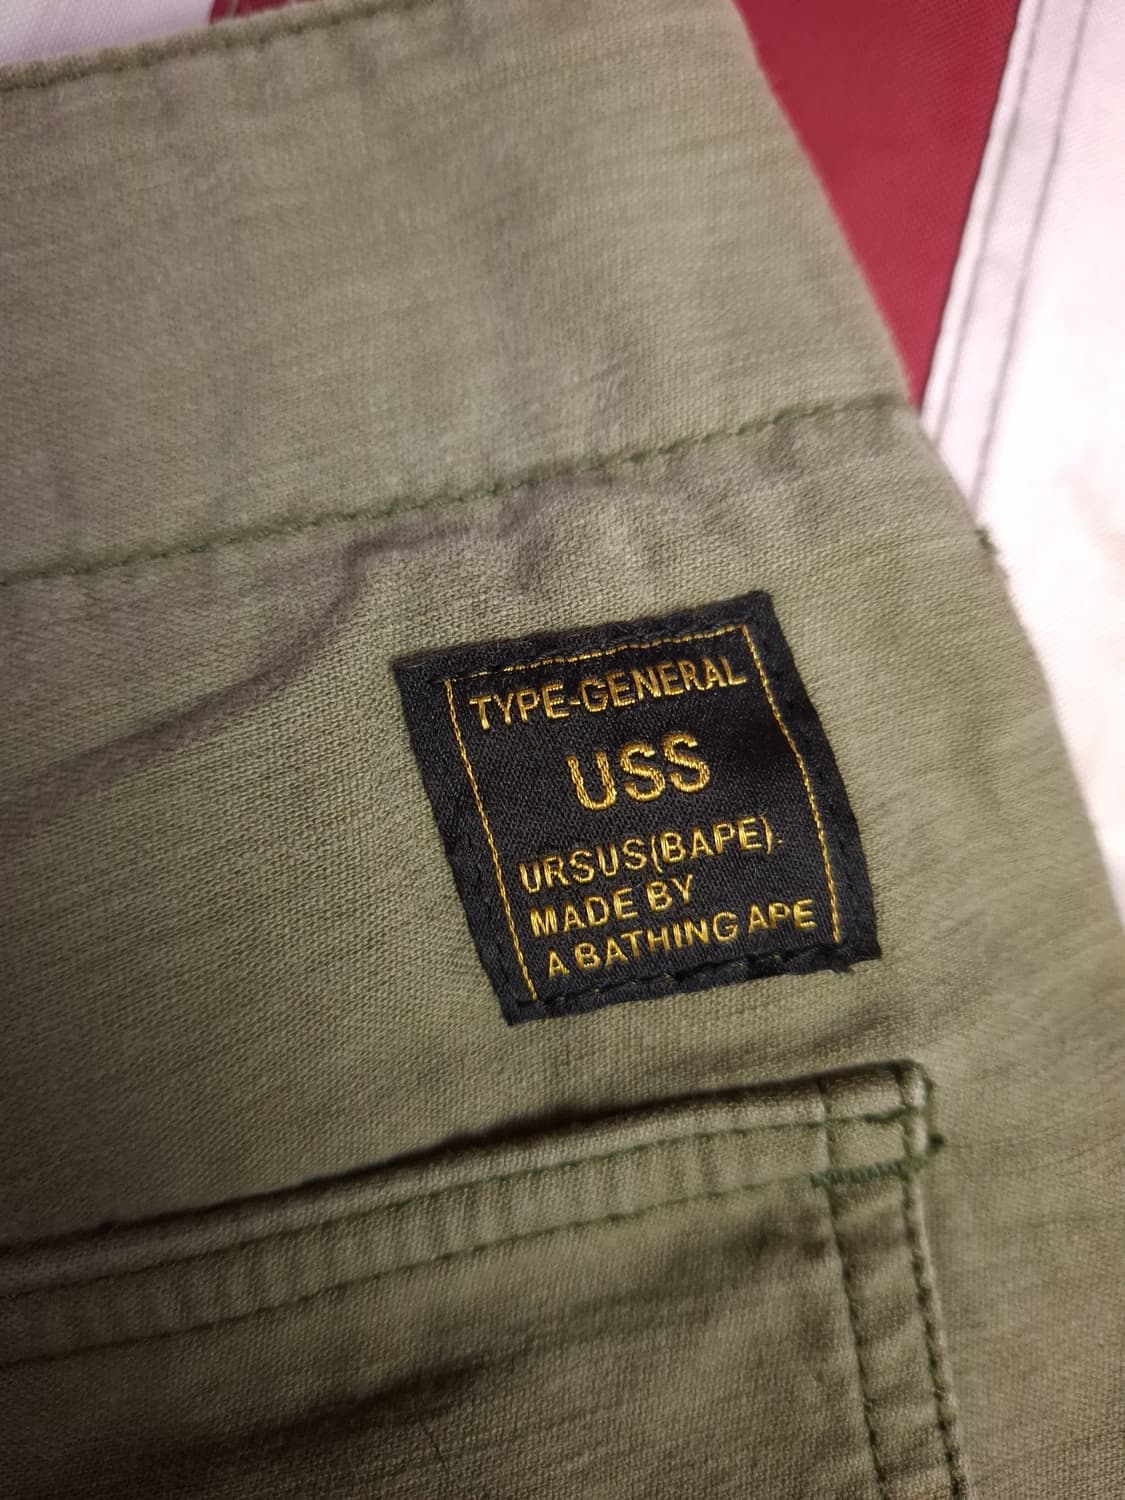 TYPE-GENERAL
USS
URSUS(BAPE).
MADE BY
A BATHING APE